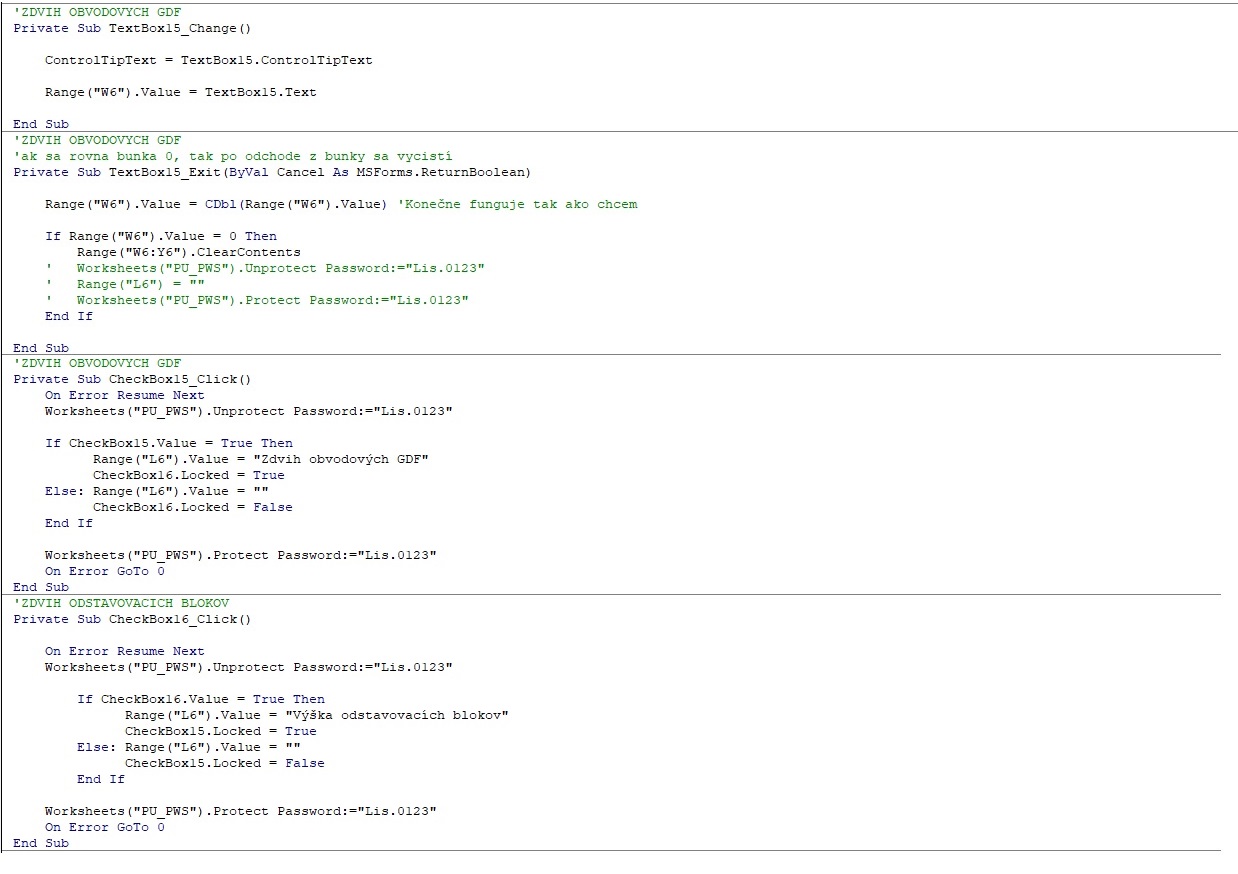 'ZDVIH OBVODOVYCH GDF
Private Sub TextBox15_Change()
ControlTipText = TextBox15.ControlTipText
Range("W6").Value = TextBox15.Text
End Sub
'ZDVIH OBVODOVYCH GDF
'ak sa rovna bunka 0, tak po odchode z bunky sa vycistí
Private Sub TextBox15_Exit(ByVal Cancel As MSForms.ReturnBoolean)
Range("W6").Value = CDbl(Range("W6").Value) 'Konečne funguje tak ako chcem
If Range("W6").Value = 0 Then
Range("W6:Y6").ClearContents
'   Worksheets("PU_PWS").Unprotect Password:="Lis.0123"
'   Range("L6") = ""
'   Worksheets("PU_PWS").Protect Password:="Lis.0123"
End If
End Sub
'ZDVIH OBVODOVYCH GDF
Private Sub CheckBox15_Click()
On Error Resume Next
Worksheets("PU_PWS").Unprotect Password:="Lis.0123"
If CheckBox15.Value = True Then
Range("L6").Value = "Zdvih obvodových GDF"
CheckBox16.Locked = True
Else: Range("L6").Value = ""
CheckBox16.Locked = False
End If
Worksheets("PU_PWS").Protect Password:="Lis.0123"
On Error GoTo 0
End Sub
'ZDVIH ODSTAVOVACICH BLOKOV
Private Sub CheckBox16_Click()
On Error Resume Next
Worksheets("PU_PWS").Unprotect Password:="Lis.0123"
If CheckBox16.Value = True Then
Range("L6").Value = "Výška odstavovacích blokov"
CheckBox15.Locked = True
Else: Range("L6").Value = ""
CheckBox15.Locked = False
End If
Worksheets("PU_PWS").Protect Password:="Lis.0123"
On Error GoTo 0
End Sub